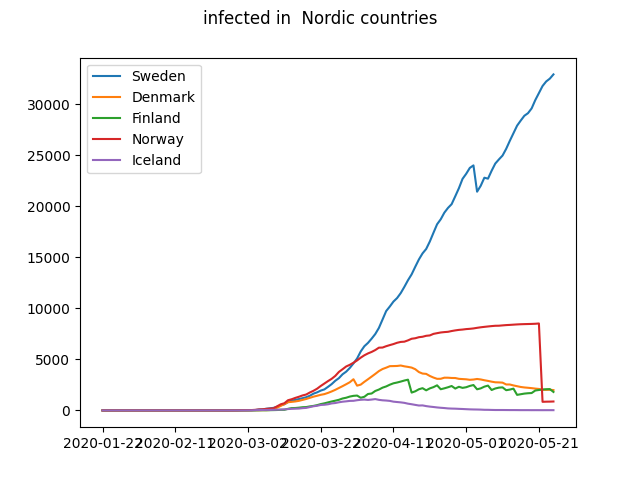 infected in  Nordic countries
Sweden
Denmark
Finland
Norway
Iceland
30000
25000
20000
15000
10000
5000
0
2020-01-22 2020-02-11 2020-03-02 2020-03-22 2020-04-11 2020-05-01 2020-05-21